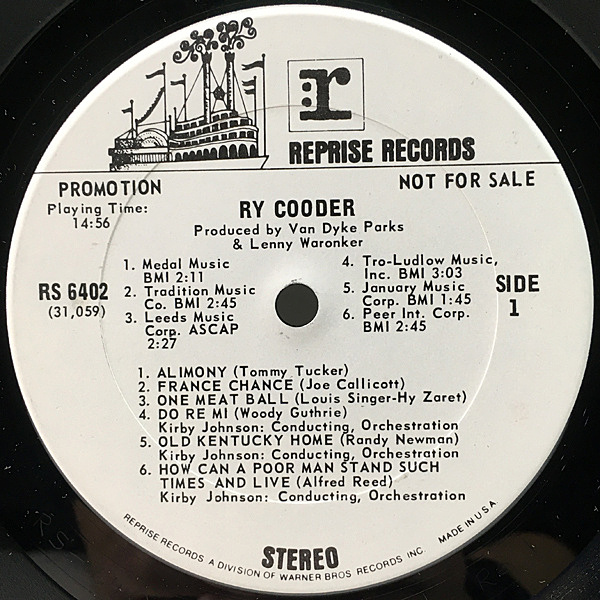 r
REPRISE RECORDS
PROMOTION
NOT FOR SALE
Playing Time:
14:56
RY COODER
Produced by Van Dyke Parks
& Lenny Waronker
RS 6402
(31,059)
1. Medal Music
BMI 2:11
2. Tradition Music
Co. BMI 2:45
3. Leeds Music
Corp. ASCAP
2:27
4. Tro-Ludlow Music,
Inc. BMI 3:03
5. January Music
Corp. BMI 1:45
6. Peer Int. Corp.
BMI 2:45
SIDE
1
1. ALIMONY (Tommy Tucker)
2. FRANCE CHANCE (Joe Callicott)
3. ONE MEAT BALL (Louis Singer-Hy Zaret)
4. DO RE MI (Woody Guthrie)
Kirby Johnson: Conducting, Orchestration
5. OLD KENTUCKY HOME (Randy Newman)
Kirby Johnson: Conducting, Orchestration
6. HOW CAN A POOR MAN STAND SUCH
TIMES AND LIVE (Alfred Reed)
Kirby Johnson: Conducting, Orchestration
STEREO
REPRISE RECORDS, A DIVISION OF WARNER BROS. RECORDS INC. MADE IN U S A